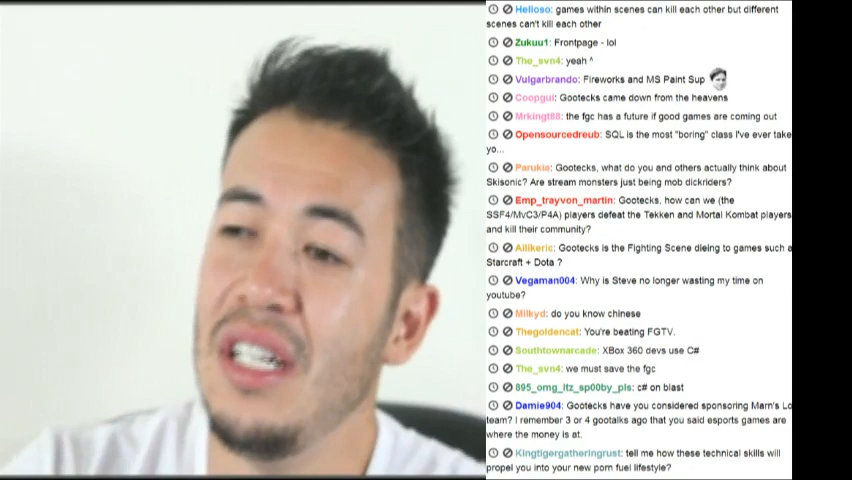 Helloso: games within scenes can kill each other but different
scenes can't kill each other
Zukuu1: Frontpage - lol
The_svn4: yeah ^
Vulgarbrando: Fireworks and MS Paint Sup
Coopgui: Gootecks came down from the heavens
Mrkingt88: the fgc has a future if good games are coming out
Opensourcedreub: SQL is the most "boring" class I've ever take
yo...
Parukia: Gootecks, what do you and others actually think about
Skisonic? Are stream monsters just being mob dickriders?
Emp_trayvon_martin: Gootecks, how can we (the
SSF4/MvC3/P4A) players defeat the Tekken and Mortal Kombat players
and kill their community?
Allikeric: Gootecks is the Fighting Scene dieing to games such a
Starcraft + Dota ?
Vegaman004: Why is Steve no longer wasting my time on
youtube?
Milkyd: do you know chinese
Thegoldencat: You're beating FGTV.
Southtownarcade: XBox 360 devs use C#
The_svn4: we must save the fgc
895_omg_ltz_sp00by_pls: c# on blast
Damie904: Gootecks have you considered sponsoring Marn's Lo
team? I remember 3 or 4 gootalks ago that you said esports games are
where the money is at.
Kingtigergatheringrust: tell me how these technical skills will
propel you into your new porn fuel lifestyle?